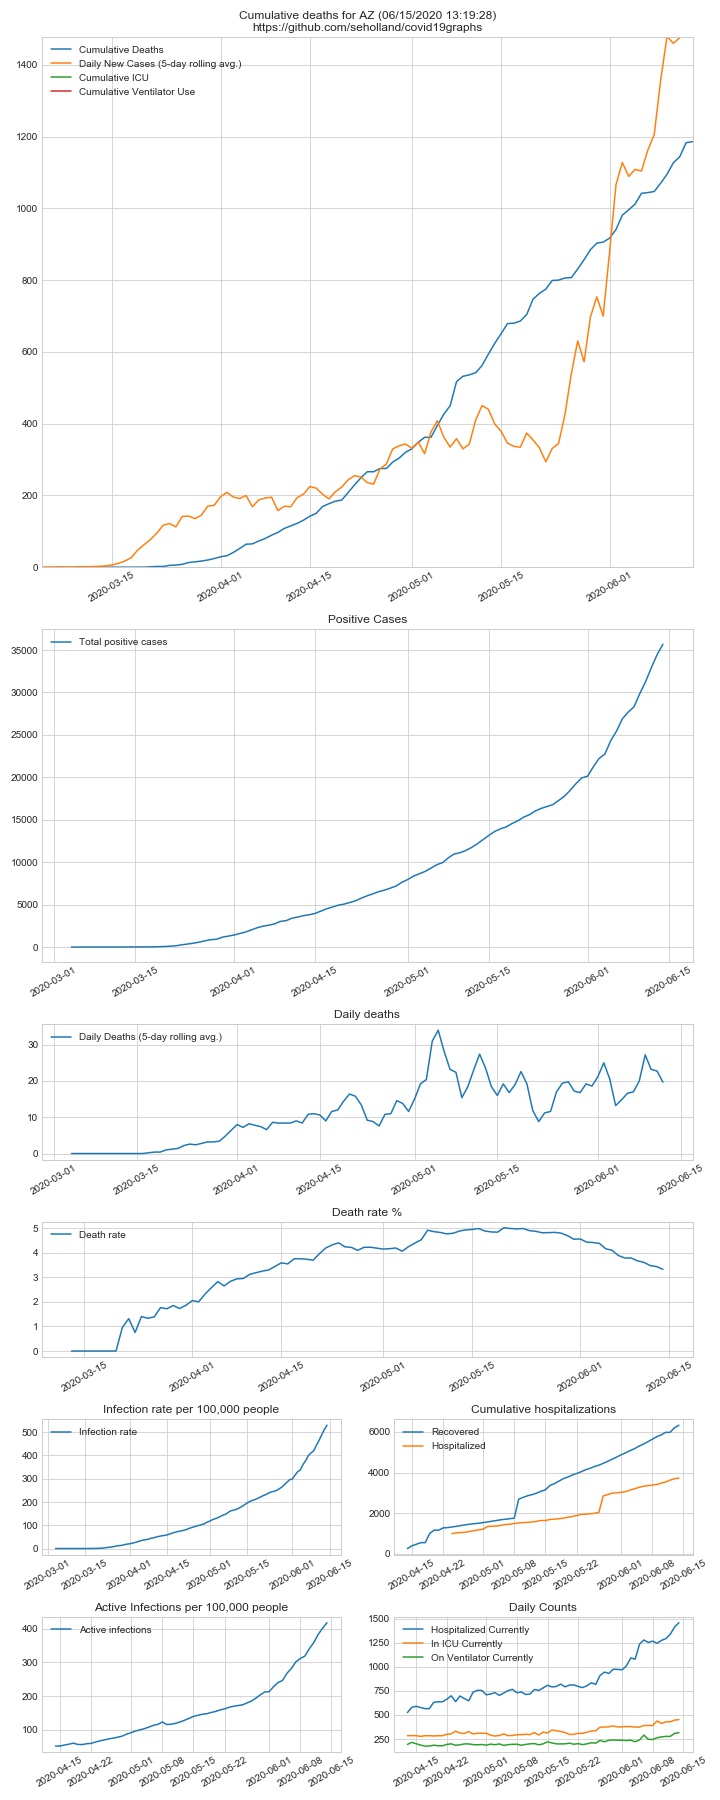 Cumulative deaths for AZ (06/15/2020 13:19:28)
https://github.com/seholland/covid19graphs
Cumulative Deaths
Daily New Cases (5-day rolling avg.)
Cumulative ICU
Cumulative Ventilator Use
1400
1200
1000
800
600
400
200
0
2020-03-15 2020-04-01 2020-04-15 2020-05-01 2020-05-15 2020-06-01
Positive Cases
Total positive cases
35000
30000
25000
20000
15000
10000
5000
0
2020-03-01 2020-03-15 2020-04-01 2020-04-15 2020-05-01 2020-05-15 2020-06-01 2020-06-15
Daily deaths
Daily Deaths (5-day rolling avg.)
30
20
10
0
2020-03-01 2020-03-15 2020-04-01 2020-04-15 2020-05-01 2020-05-15 2020-06-01 2020-06-15
Death rate %
Death rate
5
4
3
2
1
0
2020-03-15 2020-04-01 2020-04-15 2020-05-01 2020-05-15 2020-06-01 2020-06-15
Infection rate per 100,000 people
Infection rate
500
400
300
200
100
0
2020-03-01 2020-03-15 2020-04-01 2020-04-15 2020-05-01 2020-05-15 2020-06-01 2020-06-15
Cumulative hospitalizations
Recovered
Hospitalized
6000
4000
2000
0
2020-04-15 2020-04-22 2020-05-01 2020-05-08 2020-05-15 2020-05-22 2020-06-01 2020-06-08 2020-06-15
Active Infections per 100,000 people
Active infections
400
300
200
100
2020-04-15 2020-04-22 2020-05-01 2020-05-08 2020-05-15 2020-05-22 2020-06-01 2020-06-08 2020-06-15
Daily Counts
Hospitalized Currently
In ICU Currently
On Ventilator Currently
1500
1250
1000
750
500
250
2020-04-15 2020-04-22 2020-05-01 2020-05-08 2020-05-15 2020-05-22 2020-06-01 2020-06-08 2020-06-15